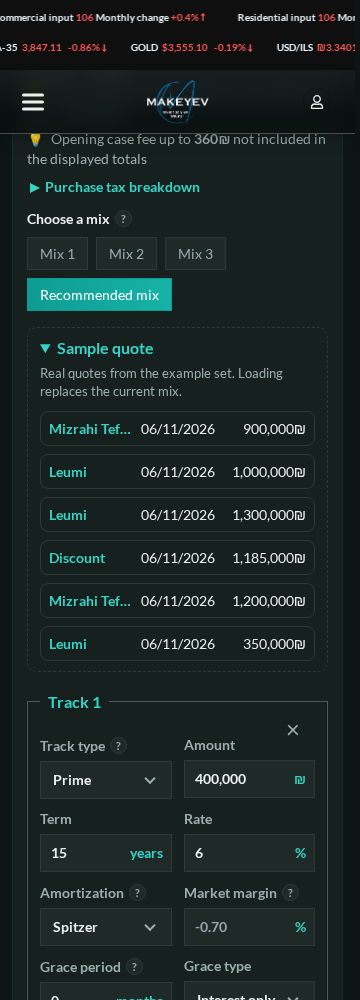 commercial input 106 Monthly change +0.4%↑ Residential input 106 Mo
A-35 3,847.11 -0.86%↓ GOLD $3,555.10 -0.19%↓ USD/ILS ₪3.3401
MAKEYEV
💡 Opening case fee up to 360₪ not included in
the displayed totals
▶ Purchase tax breakdown
Choose a mix ?
Mix 1 Mix 2 Mix 3
Recommended mix
▼ Sample quote
Real quotes from the example set. Loading
replaces the current mix.
Mizrahi Tef... 06/11/2026 900,000₪
Leumi 06/11/2026 1,000,000₪
Leumi 06/11/2026 1,300,000₪
Discount 06/11/2026 1,185,000₪
Mizrahi Tef... 06/11/2026 1,200,000₪
Leumi 06/11/2026 350,000₪
Track 1
×
Track type ? Amount
Prime 400,000 ₪
Term Rate
15 years 6 %
Amortization ? Market margin ?
Spitzer -0.70 %
Grace period ? Grace type
0 months Interest only